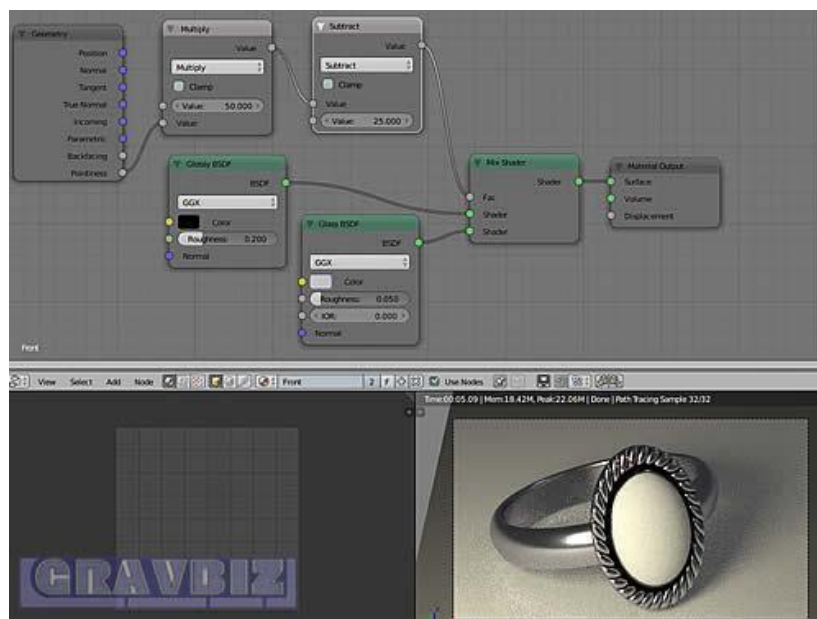 Geometry
Position
Normal
Tangent
True Normal
Incoming
Parametric
Backfacing
Pointiness
Multiply
Value
Multiply
Clamp
Value: 50.000
Value:
Subtract
Value
Subtract
Clamp
Value
Value: 25.000
Glossy BSDF
BSDF
GGX
Color
Roughness: 0.200
Normal
Glass BSDF
BSDF
GGX
Color
Roughness: 0.050
IOR: 0.000
Normal
Mix Shader
Shader
Fac
Shader
Shader
Material Output
Surface
Volume
Displacement
Front
View Select Add Node Front 2 F Use Nodes
Time:00:05.09 | Mem:18.42M, Peak:22.06M | Done | Path Tracing Sample 32/32
GRAVBIZ